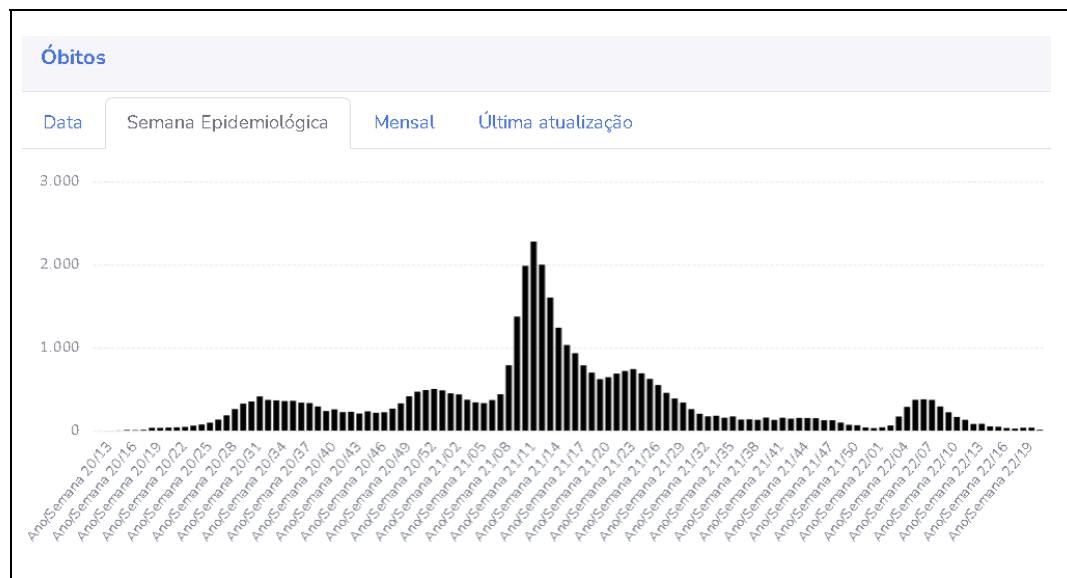 Óbitos
Data Semana Epidemiológica Mensal Última atualização
3.000
2.000
1.000
0
Ano/Semana 20/13
Ano/Semana 20/16
Ano/Semana 20/19
Ano/Semana 20/22
Ano/Semana 20/25
Ano/Semana 20/28
Ano/Semana 20/31
Ano/Semana 20/34
Ano/Semana 20/37
Ano/Semana 20/40
Ano/Semana 20/43
Ano/Semana 20/46
Ano/Semana 20/49
Ano/Semana 20/52
Ano/Semana 21/02
Ano/Semana 21/05
Ano/Semana 21/08
Ano/Semana 21/11
Ano/Semana 21/14
Ano/Semana 21/17
Ano/Semana 21/20
Ano/Semana 21/23
Ano/Semana 21/26
Ano/Semana 21/29
Ano/Semana 21/32
Ano/Semana 21/35
Ano/Semana 21/38
Ano/Semana 21/41
Ano/Semana 21/44
Ano/Semana 21/47
Ano/Semana 21/50
Ano/Semana 22/01
Ano/Semana 22/04
Ano/Semana 22/07
Ano/Semana 22/10
Ano/Semana 22/13
Ano/Semana 22/16
Ano/Semana 22/19